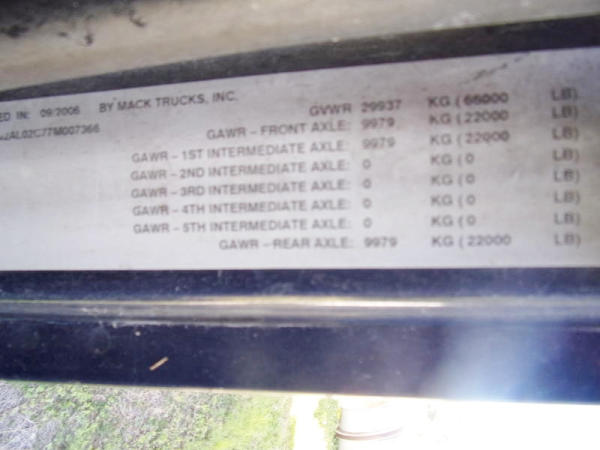 ED IN: 09/2006 BY MACK TRUCKS, INC.
2AL02C77M007366
GVWR 29937 KG ( 66000 LB)
GAWR – FRONT AXLE: 9979 KG ( 22000 LB)
GAWR – 1ST INTERMEDIATE AXLE: 9979 KG ( 22000 LB)
GAWR – 2ND INTERMEDIATE AXLE: 0 KG ( 0 LB)
GAWR – 3RD INTERMEDIATE AXLE: 0 KG ( 0 LB)
GAWR – 4TH INTERMEDIATE AXLE: 0 KG ( 0 LB)
GAWR – 5TH INTERMEDIATE AXLE: 0 KG ( 0 LB)
GAWR – REAR AXLE: 9979 KG ( 22000 LB)